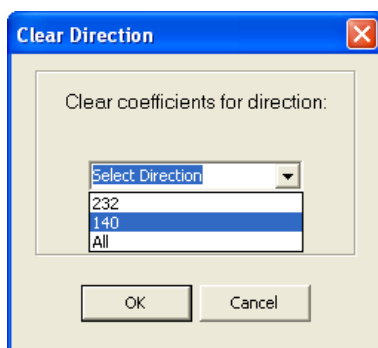 Clear Direction
Clear coefficients for direction:
Select Direction
232
140
All
OK
Cancel